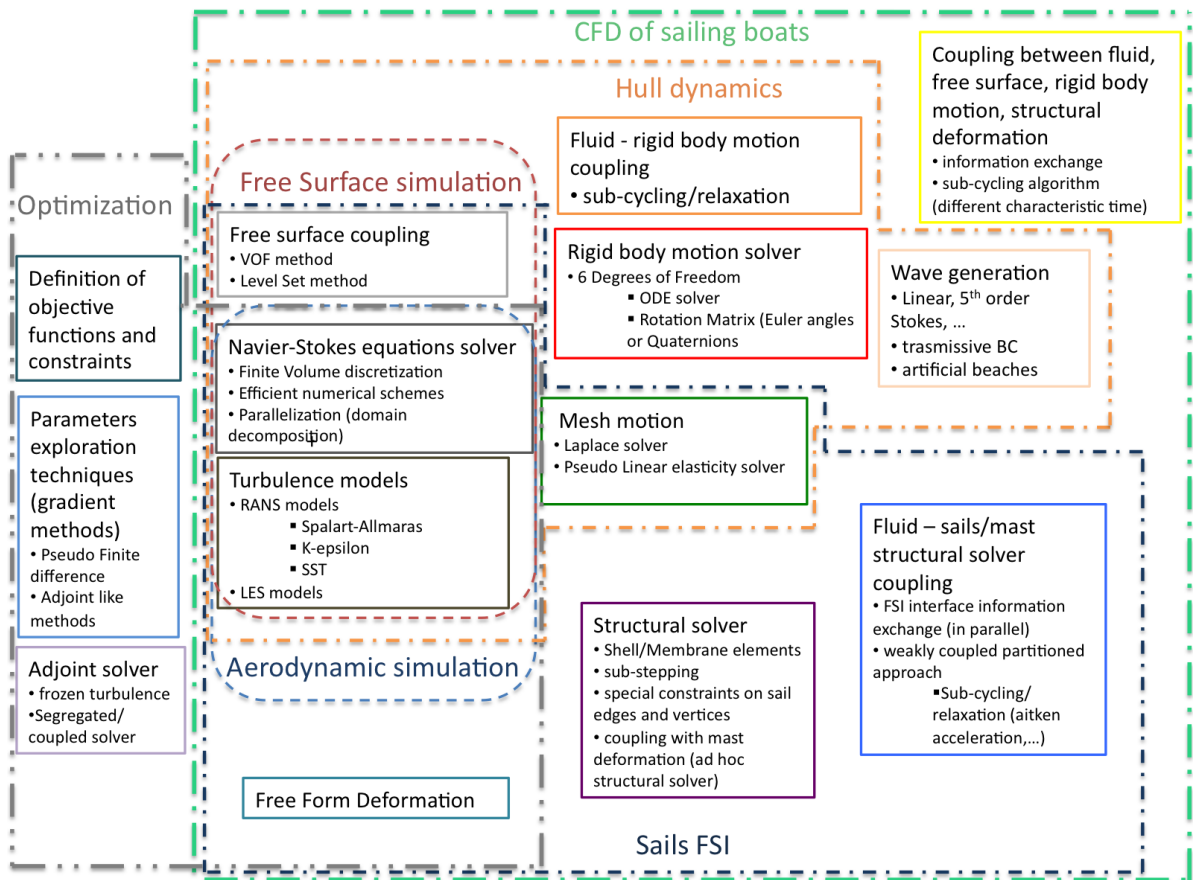 CFD of sailing boats
Coupling between fluid,
free surface, rigid body
motion, structural
deformation
• information exchange
• sub-cycling algorithm
(different characteristic time)
Hull dynamics
Fluid - rigid body motion
coupling
• sub-cycling/relaxation
Free Surface simulation
Optimization
Free surface coupling
• VOF method
• Level Set method
Rigid body motion solver
• 6 Degrees of Freedom
▪ ODE solver
▪ Rotation Matrix (Euler angles
or Quaternions
Wave generation
• Linear, 5th order
Stokes, ...
• trasmissive BC
• artificial beaches
Definition of
objective
functions and
constraints
Navier-Stokes equations solver
• Finite Volume discretization
• Efficient numerical schemes
• Parallelization (domain
decomposition)
Mesh motion
• Laplace solver
• Pseudo Linear elasticity solver
Parameters
exploration
techniques
(gradient
methods)
• Pseudo Finite
difference
• Adjoint like
methods
Turbulence models
• RANS models
▪ Spalart-Allmaras
▪ K-epsilon
▪ SST
• LES models
Fluid – sails/mast
structural solver
coupling
• FSI interface information
exchange (in parallel)
• weakly coupled partitioned
approach
▪Sub-cycling/
relaxation (aitken
acceleration,...)
Structural solver
• Shell/Membrane elements
• sub-stepping
• special constraints on sail
edges and vertices
• coupling with mast
deformation (ad hoc
structural solver)
Adjoint solver
• frozen turbulence
•Segregated/
coupled solver
Aerodynamic simulation
Free Form Deformation
Sails FSI